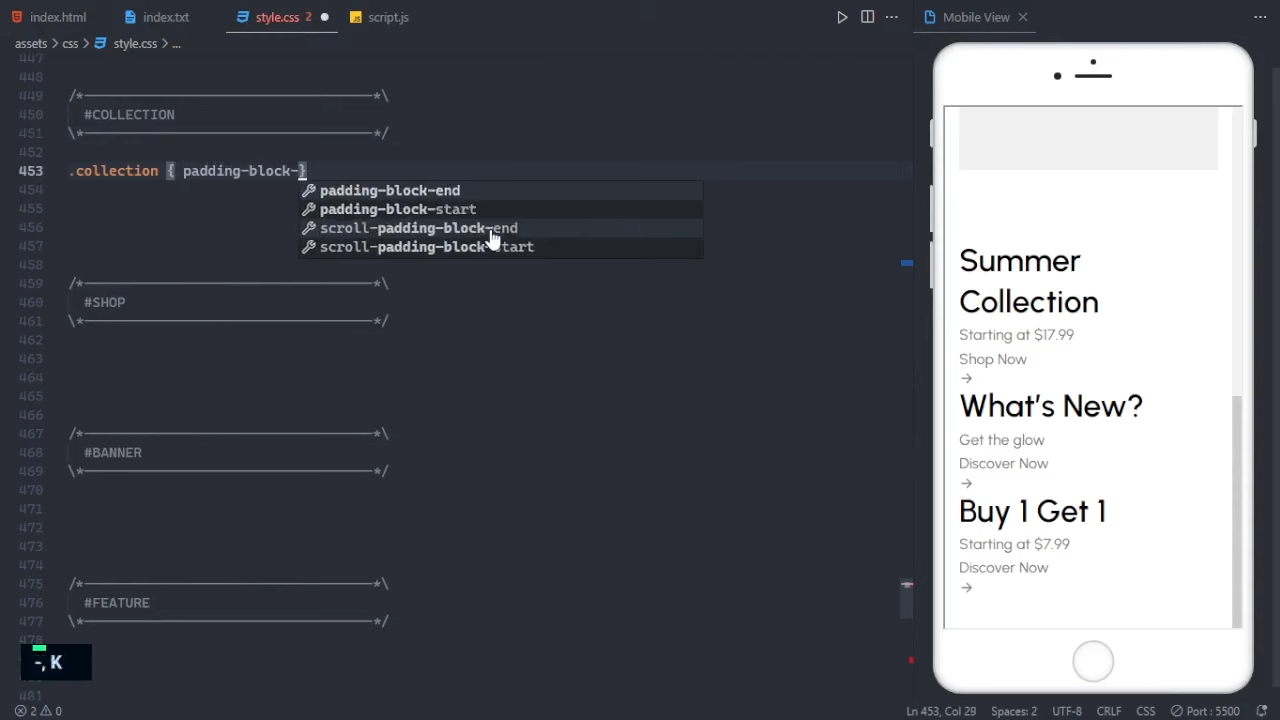 index.html
index.txt
style.css 2
script.js
Mobile View
assets > css > style.css > ...
447
448
449 /*-----------------------------------*\
450 #COLLECTION
451 \*-----------------------------------*/
452
453 .collection { padding-block-}
454 padding-block-end
455 padding-block-start
456 scroll-padding-block-end
457 scroll-padding-block-start
458
459 /*-----------------------------------*\
460 #SHOP
461 \*-----------------------------------*/
462
463
464
465
466
467 /*-----------------------------------*\
468 #BANNER
469 \*-----------------------------------*/
470
471
472
473
474
475 /*-----------------------------------*\
476 #FEATURE
477 \*-----------------------------------*/
478
481
-, K
Summer
Collection
Starting at $17.99
Shop Now
→
What's New?
Get the glow
Discover Now
→
Buy 1 Get 1
Starting at $7.99
Discover Now
→
2 0
Ln 453, Col 29
Spaces: 2
UTF-8
CRLF
CSS
Port : 5500